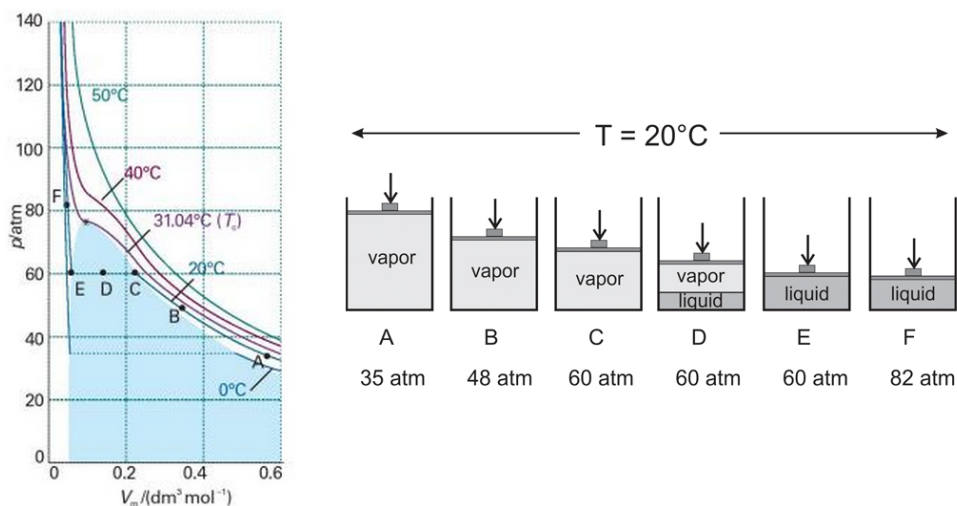 140
120
100
80
60
40
20
0
p/atm
50°C
40°C
31.04°C (Tc)
20°C
0°C
F
E
D
C
B
A
0
0.2
0.4
0.6
Vm/(dm³ mol⁻¹)
T = 20°C
vapor
vapor
vapor
vapor
liquid
liquid
liquid
A
B
C
D
E
F
35 atm
48 atm
60 atm
60 atm
60 atm
82 atm